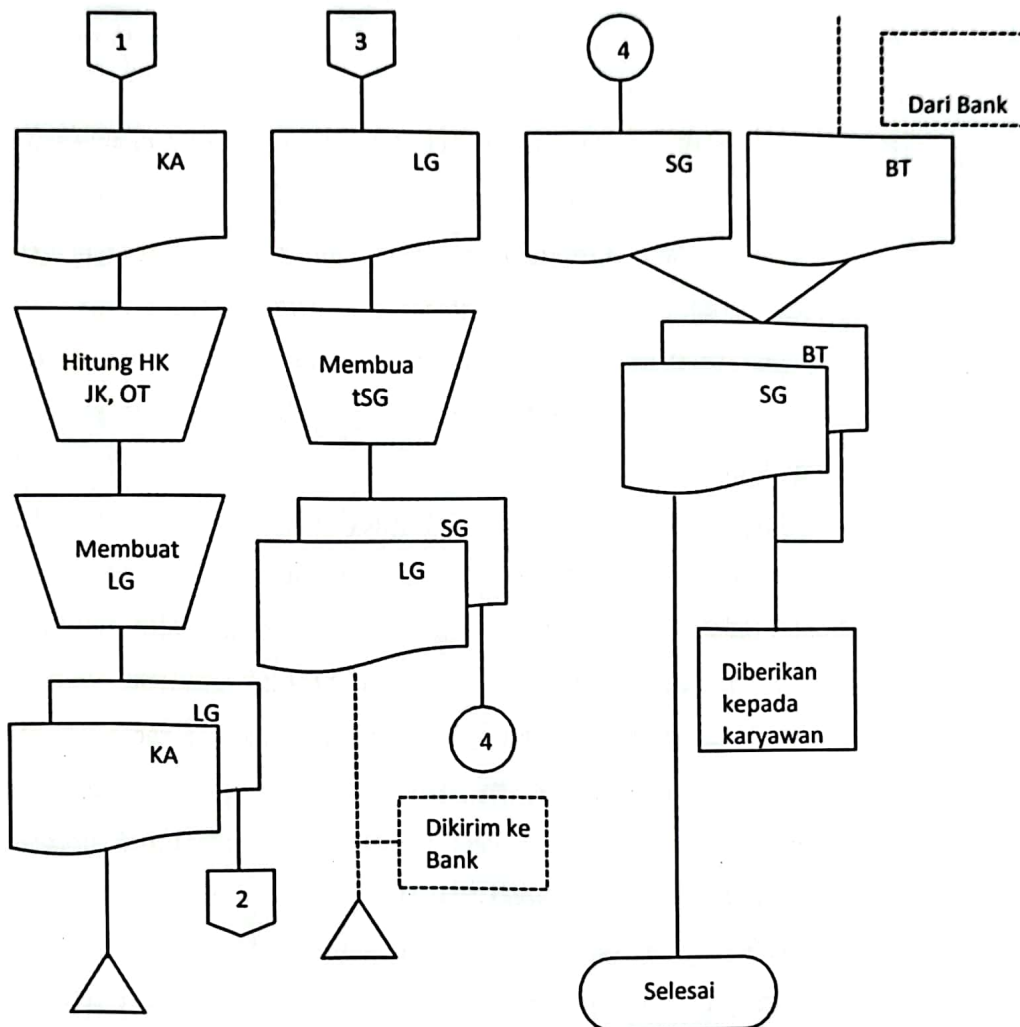 1
KA
Hitung HK
JK, OT
Membuat
LG
LG
KA
2
3
LG
Membua
tSG
SG
LG
4
Dikirim ke
Bank
4
SG
Dari Bank
BT
BT
SG
Diberikan
kepada
karyawan
Selesai